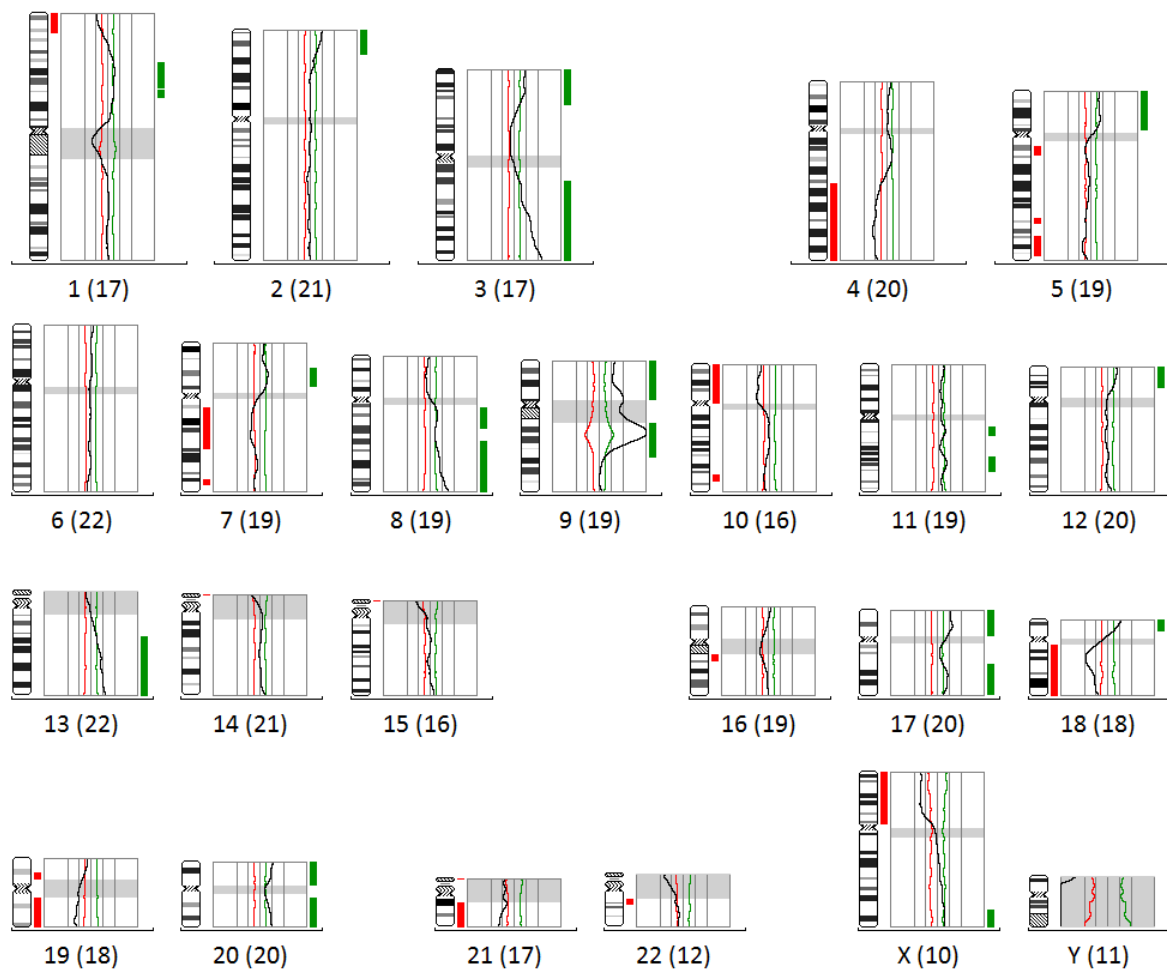 1 (17) 2 (21) 3 (17) 4 (20) 5 (19)
6 (22) 7 (19) 8 (19) 9 (19) 10 (16) 11 (19) 12 (20)
13 (22) 14 (21) 15 (16) 16 (19) 17 (20) 18 (18)
19 (18) 20 (20) 21 (17) 22 (12) X (10) Y (11)